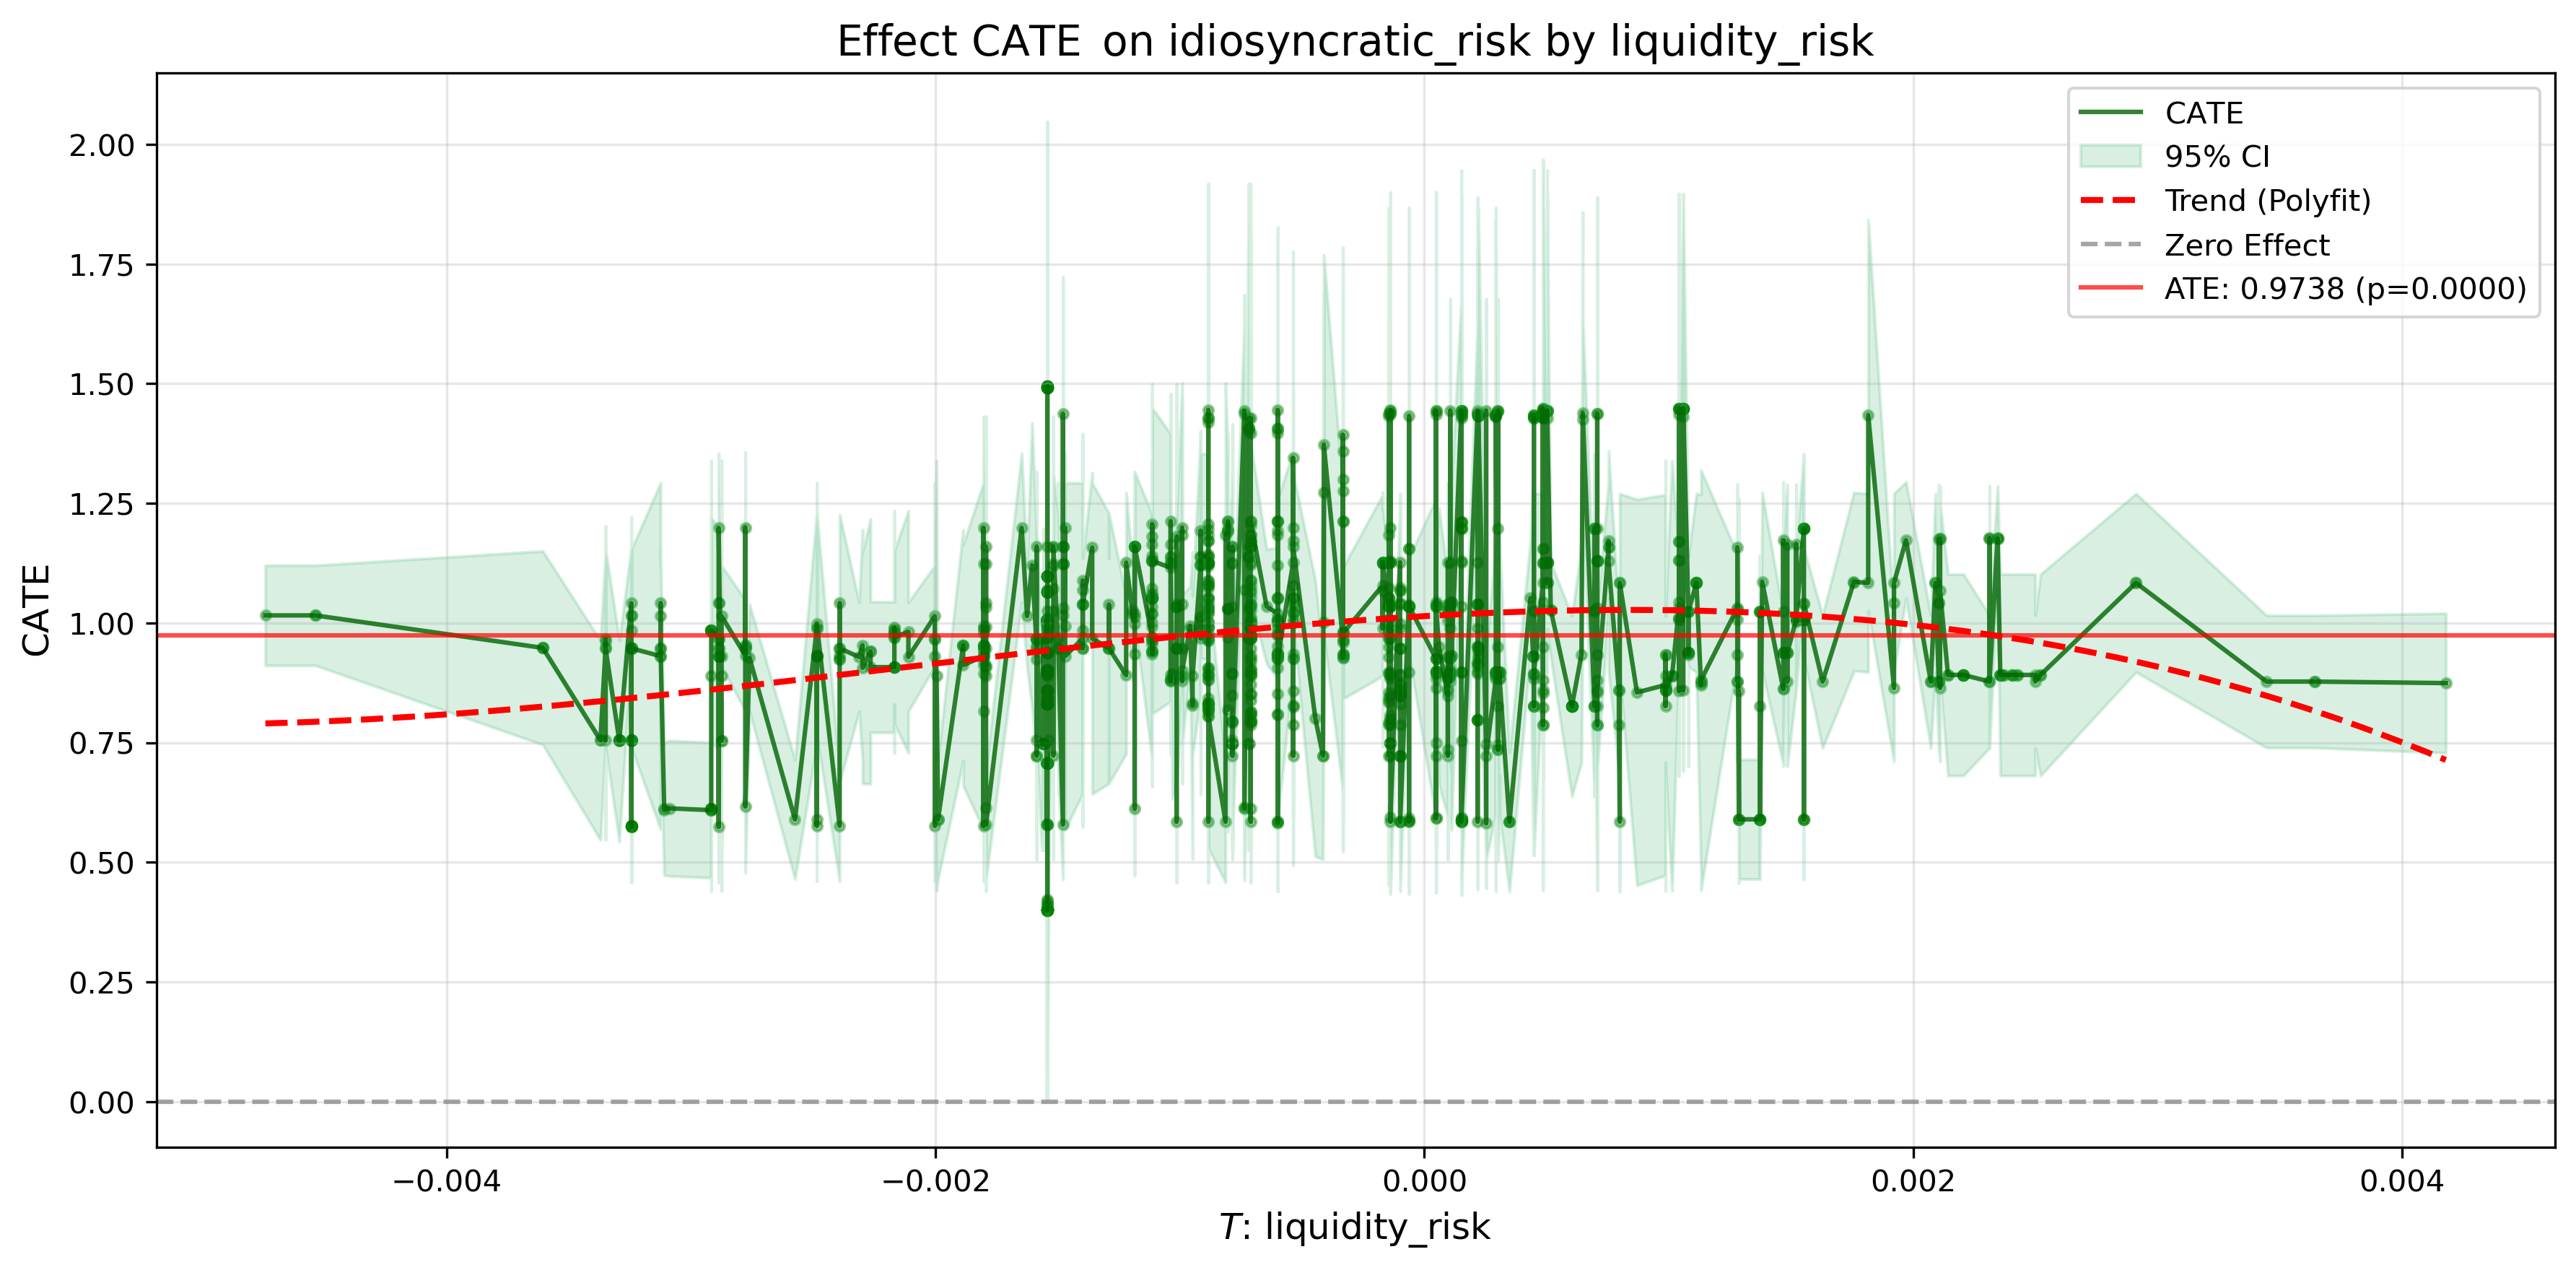 Effect CATE on idiosyncratic_risk by liquidity_risk
CATE
95% CI
Trend (Polyfit)
Zero Effect
ATE: 0.9738 (p=0.0000)
2.00
1.75
1.50
1.25
1.00
0.75
0.50
0.25
0.00
CATE
−0.004
−0.002
0.000
0.002
0.004
T: liquidity_risk